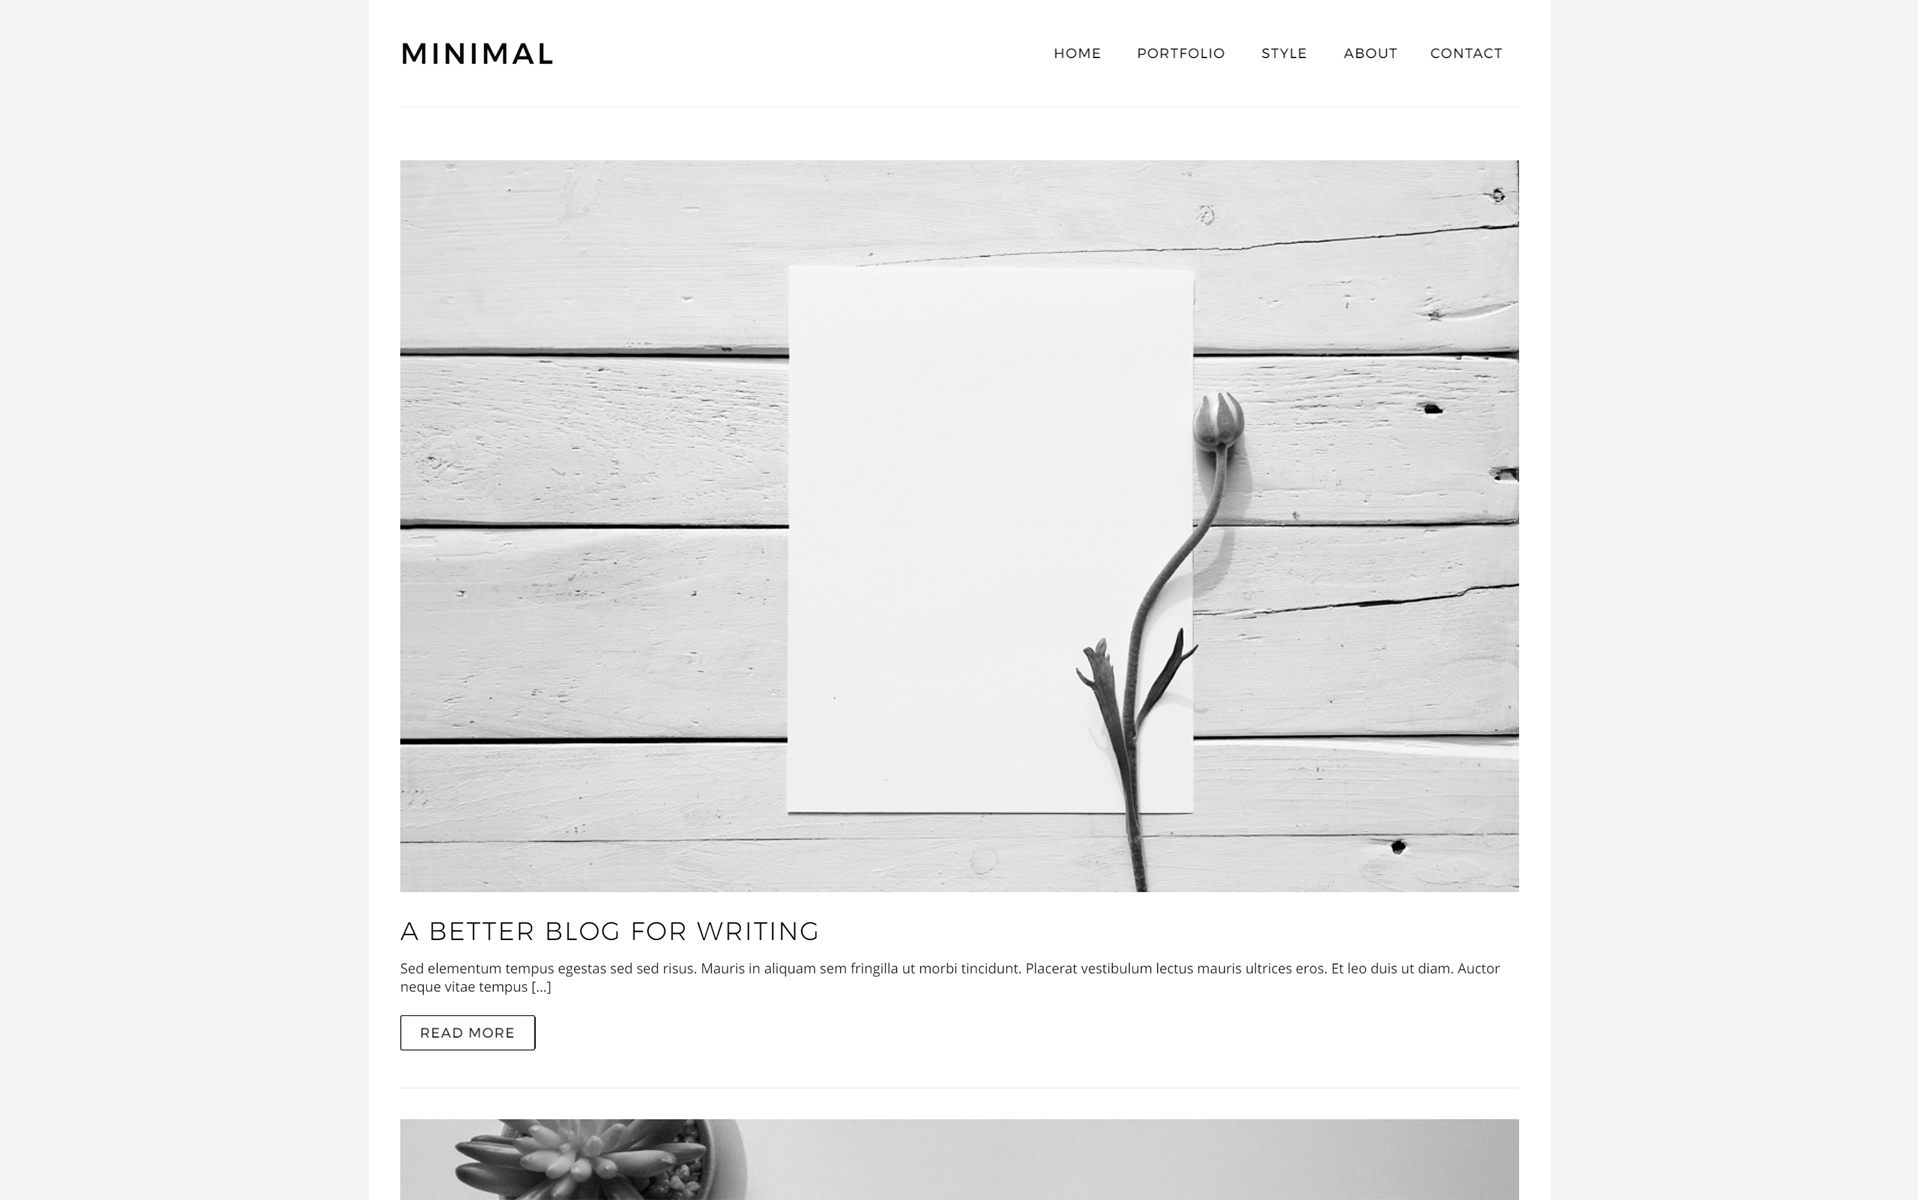 MINIMAL
HOME PORTFOLIO STYLE ABOUT CONTACT
A BETTER BLOG FOR WRITING
Sed elementum tempus egestas sed sed risus. Mauris in aliquam sem fringilla ut morbi tincidunt. Placerat vestibulum lectus mauris ultrices eros. Et leo duis ut diam. Auctor
neque vitae tempus [...]
READ MORE